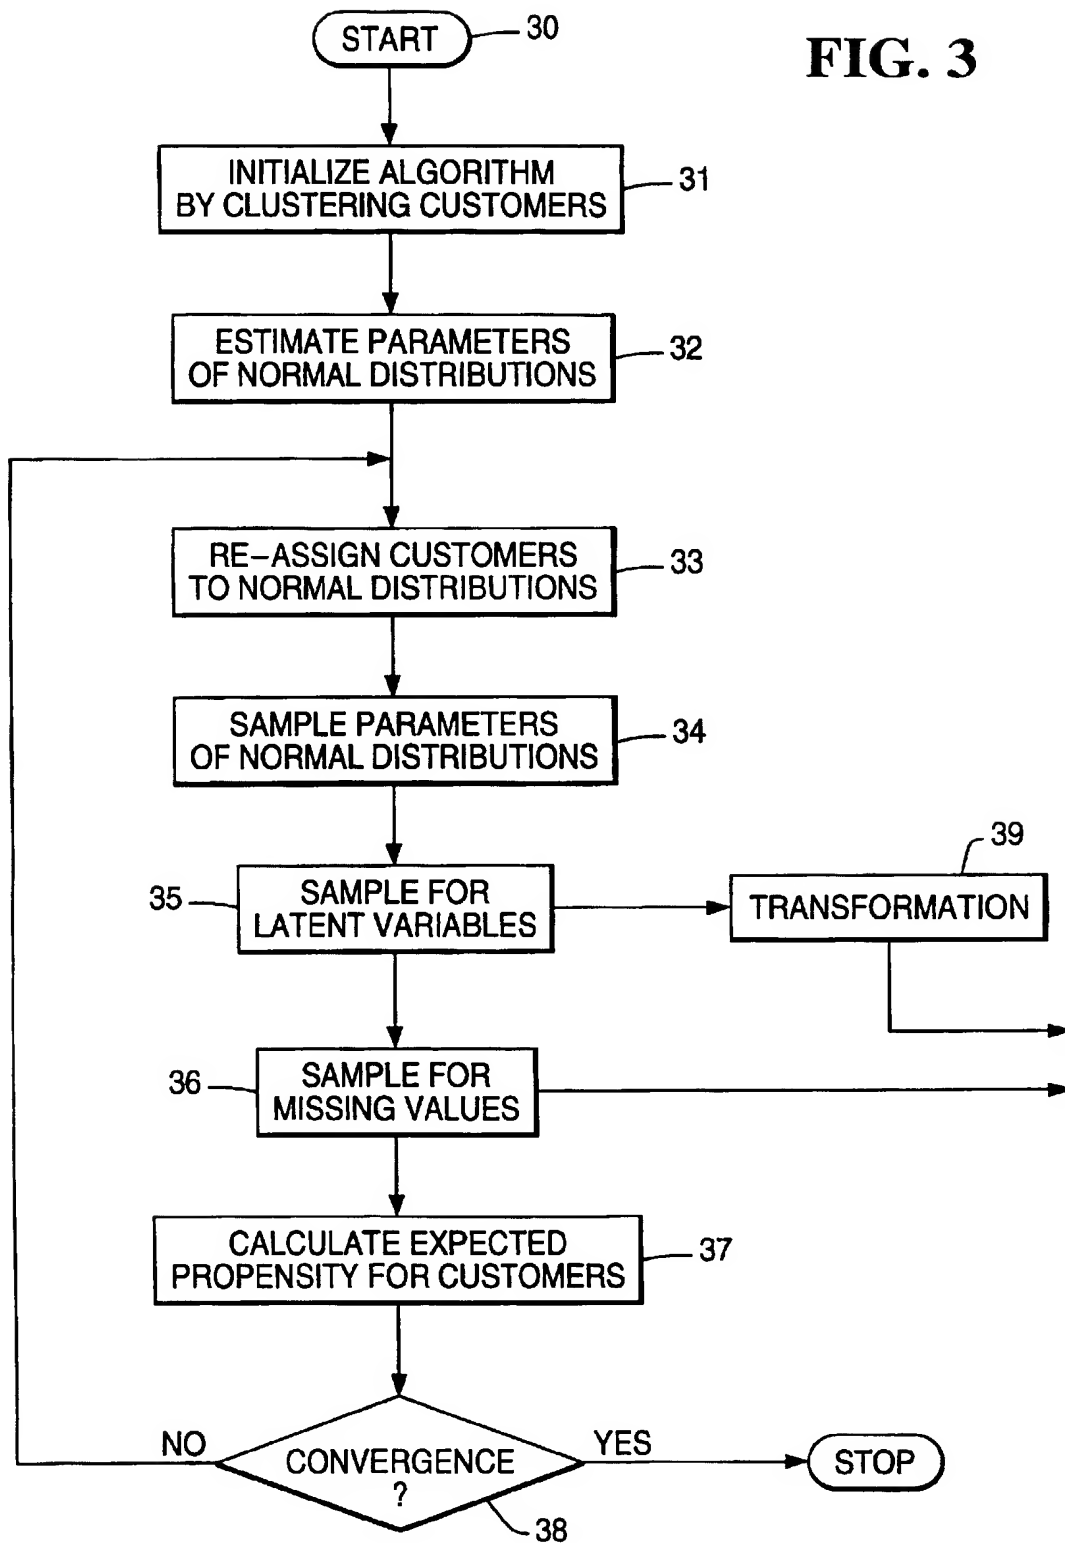 START
30
FIG. 3
INITIALIZE ALGORITHM
BY CLUSTERING CUSTOMERS
31
ESTIMATE PARAMETERS
OF NORMAL DISTRIBUTIONS
32
RE-ASSIGN CUSTOMERS
TO NORMAL DISTRIBUTIONS
33
SAMPLE PARAMETERS
OF NORMAL DISTRIBUTIONS
34
35
SAMPLE FOR
LATENT VARIABLES
39
TRANSFORMATION
36
SAMPLE FOR
MISSING VALUES
CALCULATE EXPECTED
PROPENSITY FOR CUSTOMERS
37
NO
CONVERGENCE
?
YES
STOP
38